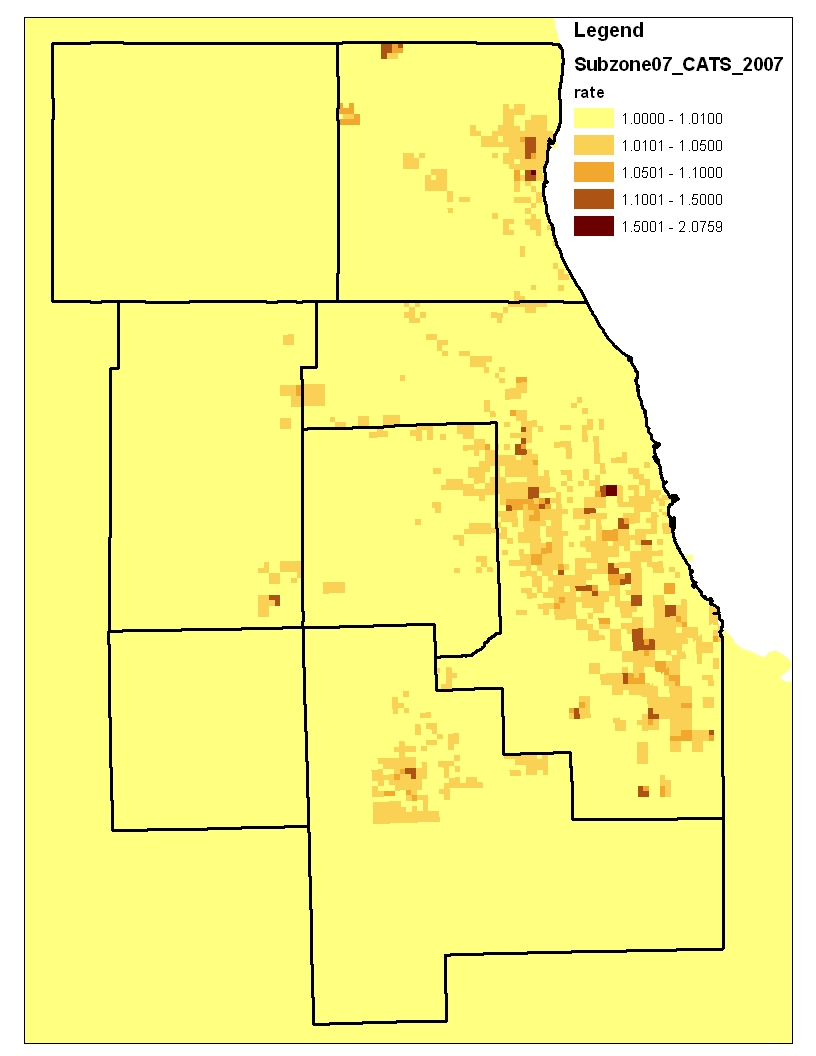 Legend
Subzone07_CATS_2007
rate
1.0000 - 1.0100
1.0101 - 1.0500
1.0501 - 1.1000
1.1001 - 1.5000
1.5001 - 2.0759